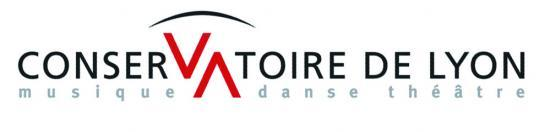 CONSERVATOIRE DE LYON
musique danse théâtre